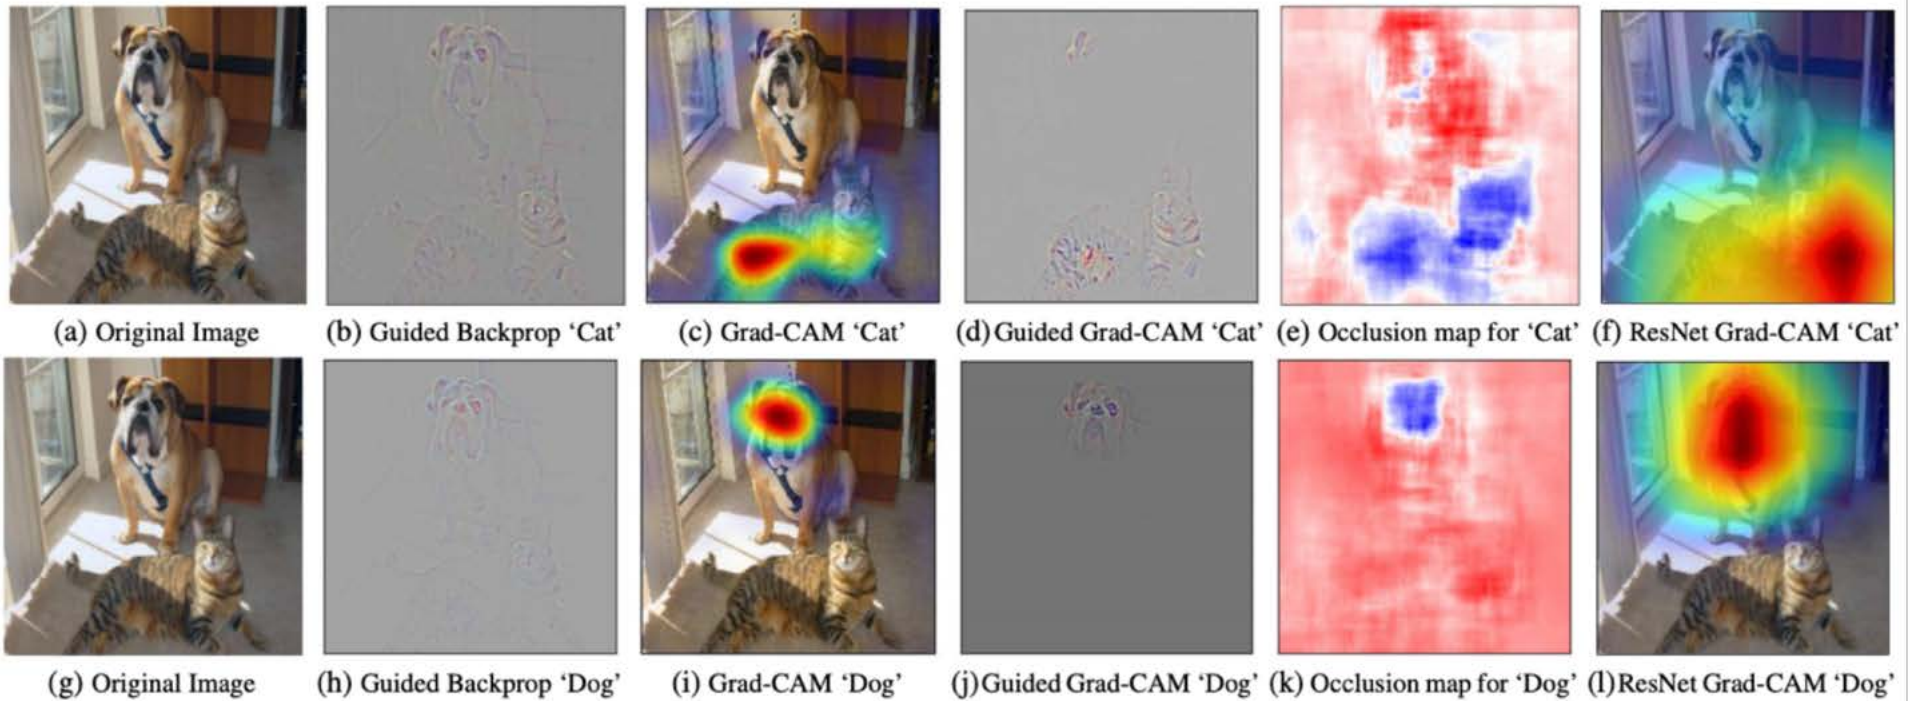 (a) Original Image
(b) Guided Backprop ‘Cat’
(c) Grad-CAM ‘Cat’
(d) Guided Grad-CAM ‘Cat’
(e) Occlusion map for ‘Cat’
(f) ResNet Grad-CAM ‘Cat’
(g) Original Image
(h) Guided Backprop ‘Dog’
(i) Grad-CAM ‘Dog’
(j)Guided Grad-CAM ‘Dog’
(k) Occlusion map for ‘Dog’
(l)ResNet Grad-CAM ‘Dog’